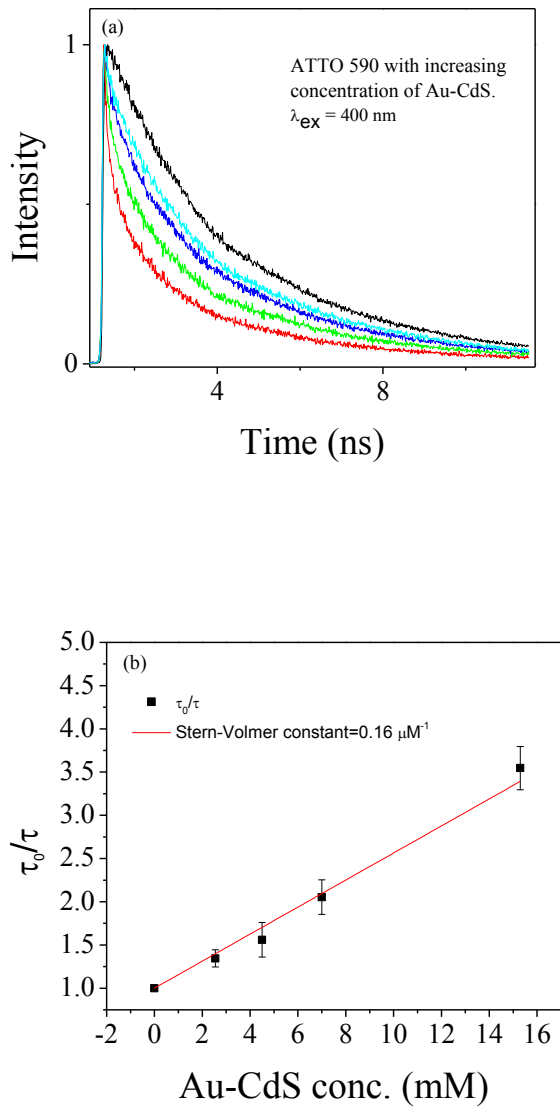 (a)
1
ATTO 590 with increasing
concentration of Au-CdS.
λex = 400 nm
Intensity
0
4
8
Time (ns)
5.0
(b)
4.5
τ0/τ
4.0
Stern-Volmer constant=0.16 μM-1
3.5
τ0/τ
3.0
2.5
2.0
1.5
1.0
-2 0 2 4 6 8 10 12 14 16
Au-CdS conc. (mM)